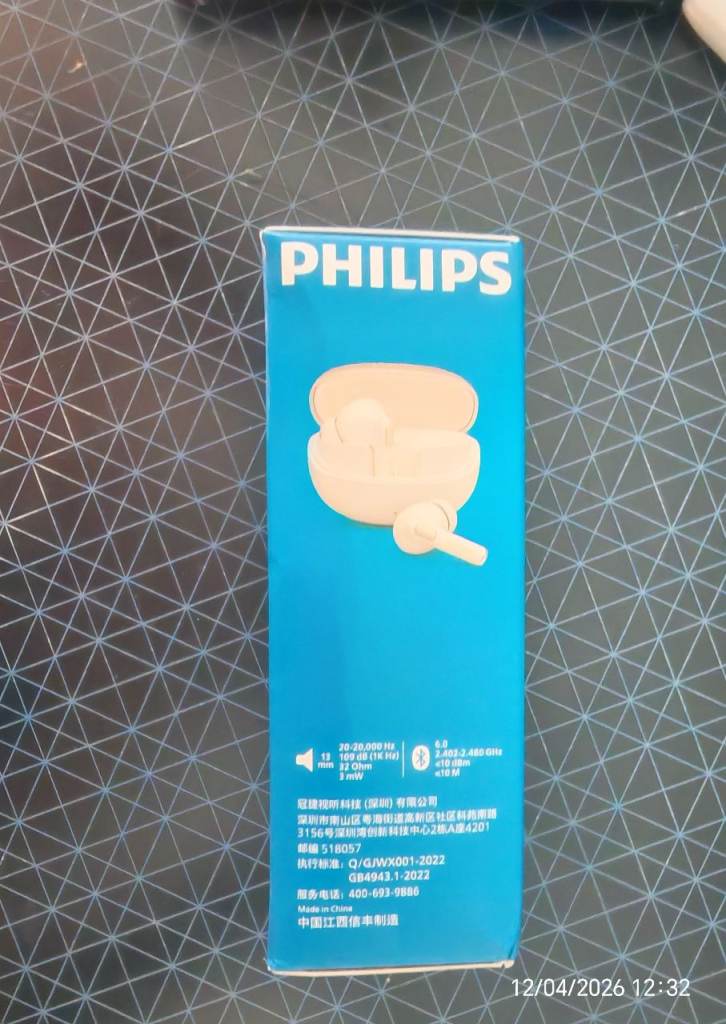 PHILIPS
13 mm
20-20,000 Hz
109 dB (1K Hz)
32 Ohm
3 mW
6.0
2.402-2.480 GHz
<10 dBm
<10 M
冠捷视听科技 (深圳) 有限公司
深圳市南山区粤海街道高新区社区科苑南路
3156号深圳湾创新科技中心2栋A座4201
邮编 518057
执行标准: Q/GJWX001-2022
GB4943.1-2022
服务电话: 400-693-9886
Made in China
中国江西信丰制造
12/04/2026 12:32